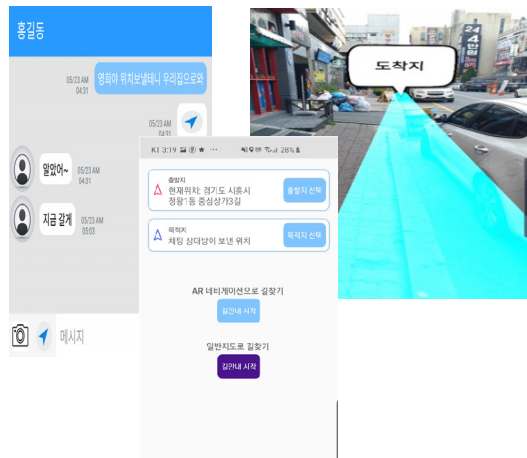 홍길동
05/23 AM
04:31
영희야 위치보낼테니 우리집으로와
05/23 AM
04:31
알았어~
05/23 AM
04:31
지금 갈게
05/23 AM
05:03
메시지
KT 3:19
28%
출발지
현재위치: 경기도 시흥시
정왕1동 중심상가3길
출발지 선택
목적지
채팅 상대방이 보낸 위치
목적지 선택
AR 네비게이션으로 길찾기
길안내 시작
일반지도로 길찾기
길안내 시작
도착지
24